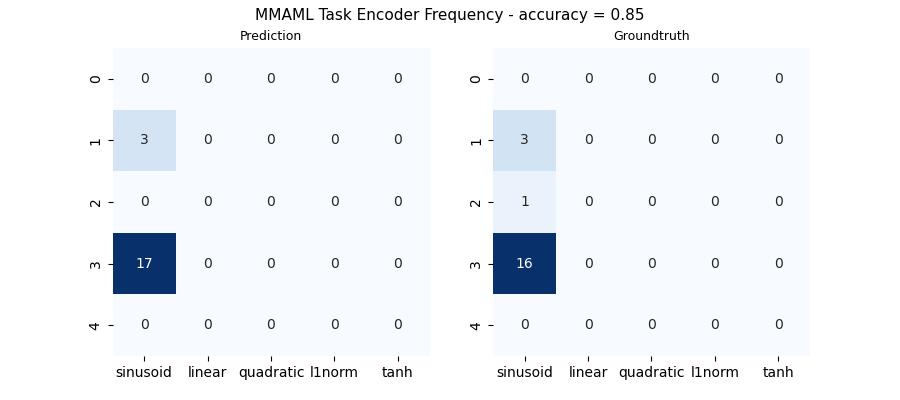 MMAML Task Encoder Frequency - accuracy = 0.85
Prediction Groundtruth
0 0 0 0 0 0 0 0 0 0 0 0
1 3 0 0 0 0 1 3 0 0 0 0
2 0 0 0 0 0 2 1 0 0 0 0
3 17 0 0 0 0 3 16 0 0 0 0
4 0 0 0 0 0 4 0 0 0 0 0
sinusoid linear quadratic l1norm tanh sinusoid linear quadratic l1norm tanh